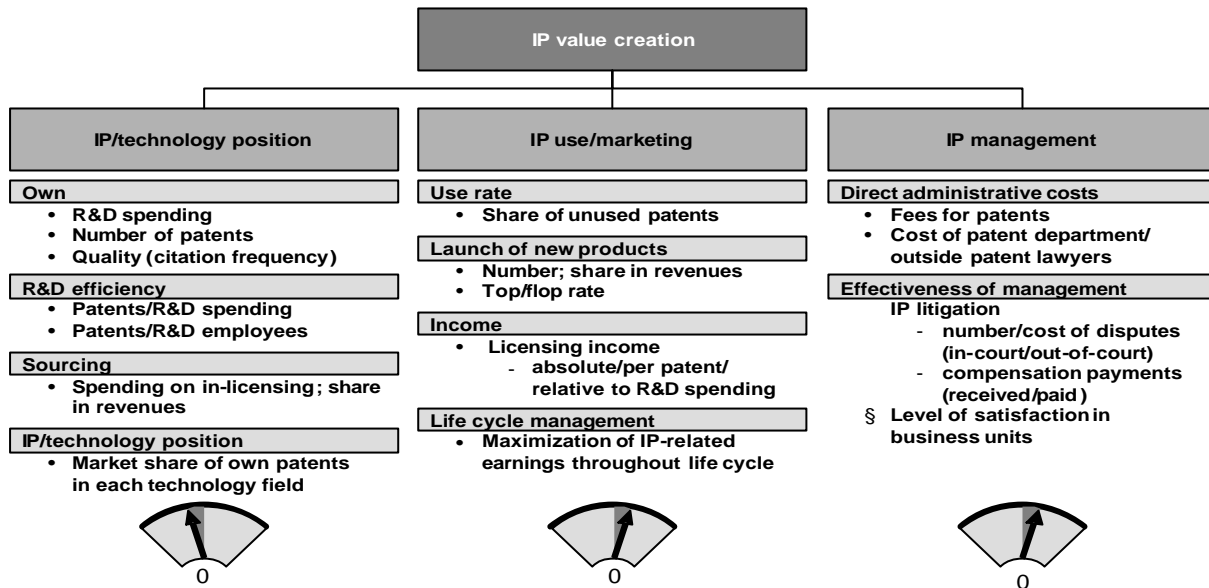 IP value creation
IP/technology position
Own
• R&D spending
• Number of patents
• Quality (citation frequency)
R&D efficiency
• Patents/R&D spending
• Patents/R&D employees
Sourcing
• Spending on in-licensing; share
in revenues
IP/technology position
• Market share of own patents
in each technology field
0
IP use/marketing
Use rate
• Share of unused patents
Launch of new products
• Number; share in revenues
• Top/flop rate
Income
• Licensing income
- absolute/per patent/
relative to R&D spending
Life cycle management
• Maximization of IP-related
earnings throughout life cycle
0
IP management
Direct administrative costs
• Fees for patents
• Cost of patent department/
outside patent lawyers
Effectiveness of management
IP litigation
- number/cost of disputes
(in-court/out-of-court)
- compensation payments
(received/paid)
§ Level of satisfaction in
business units
0